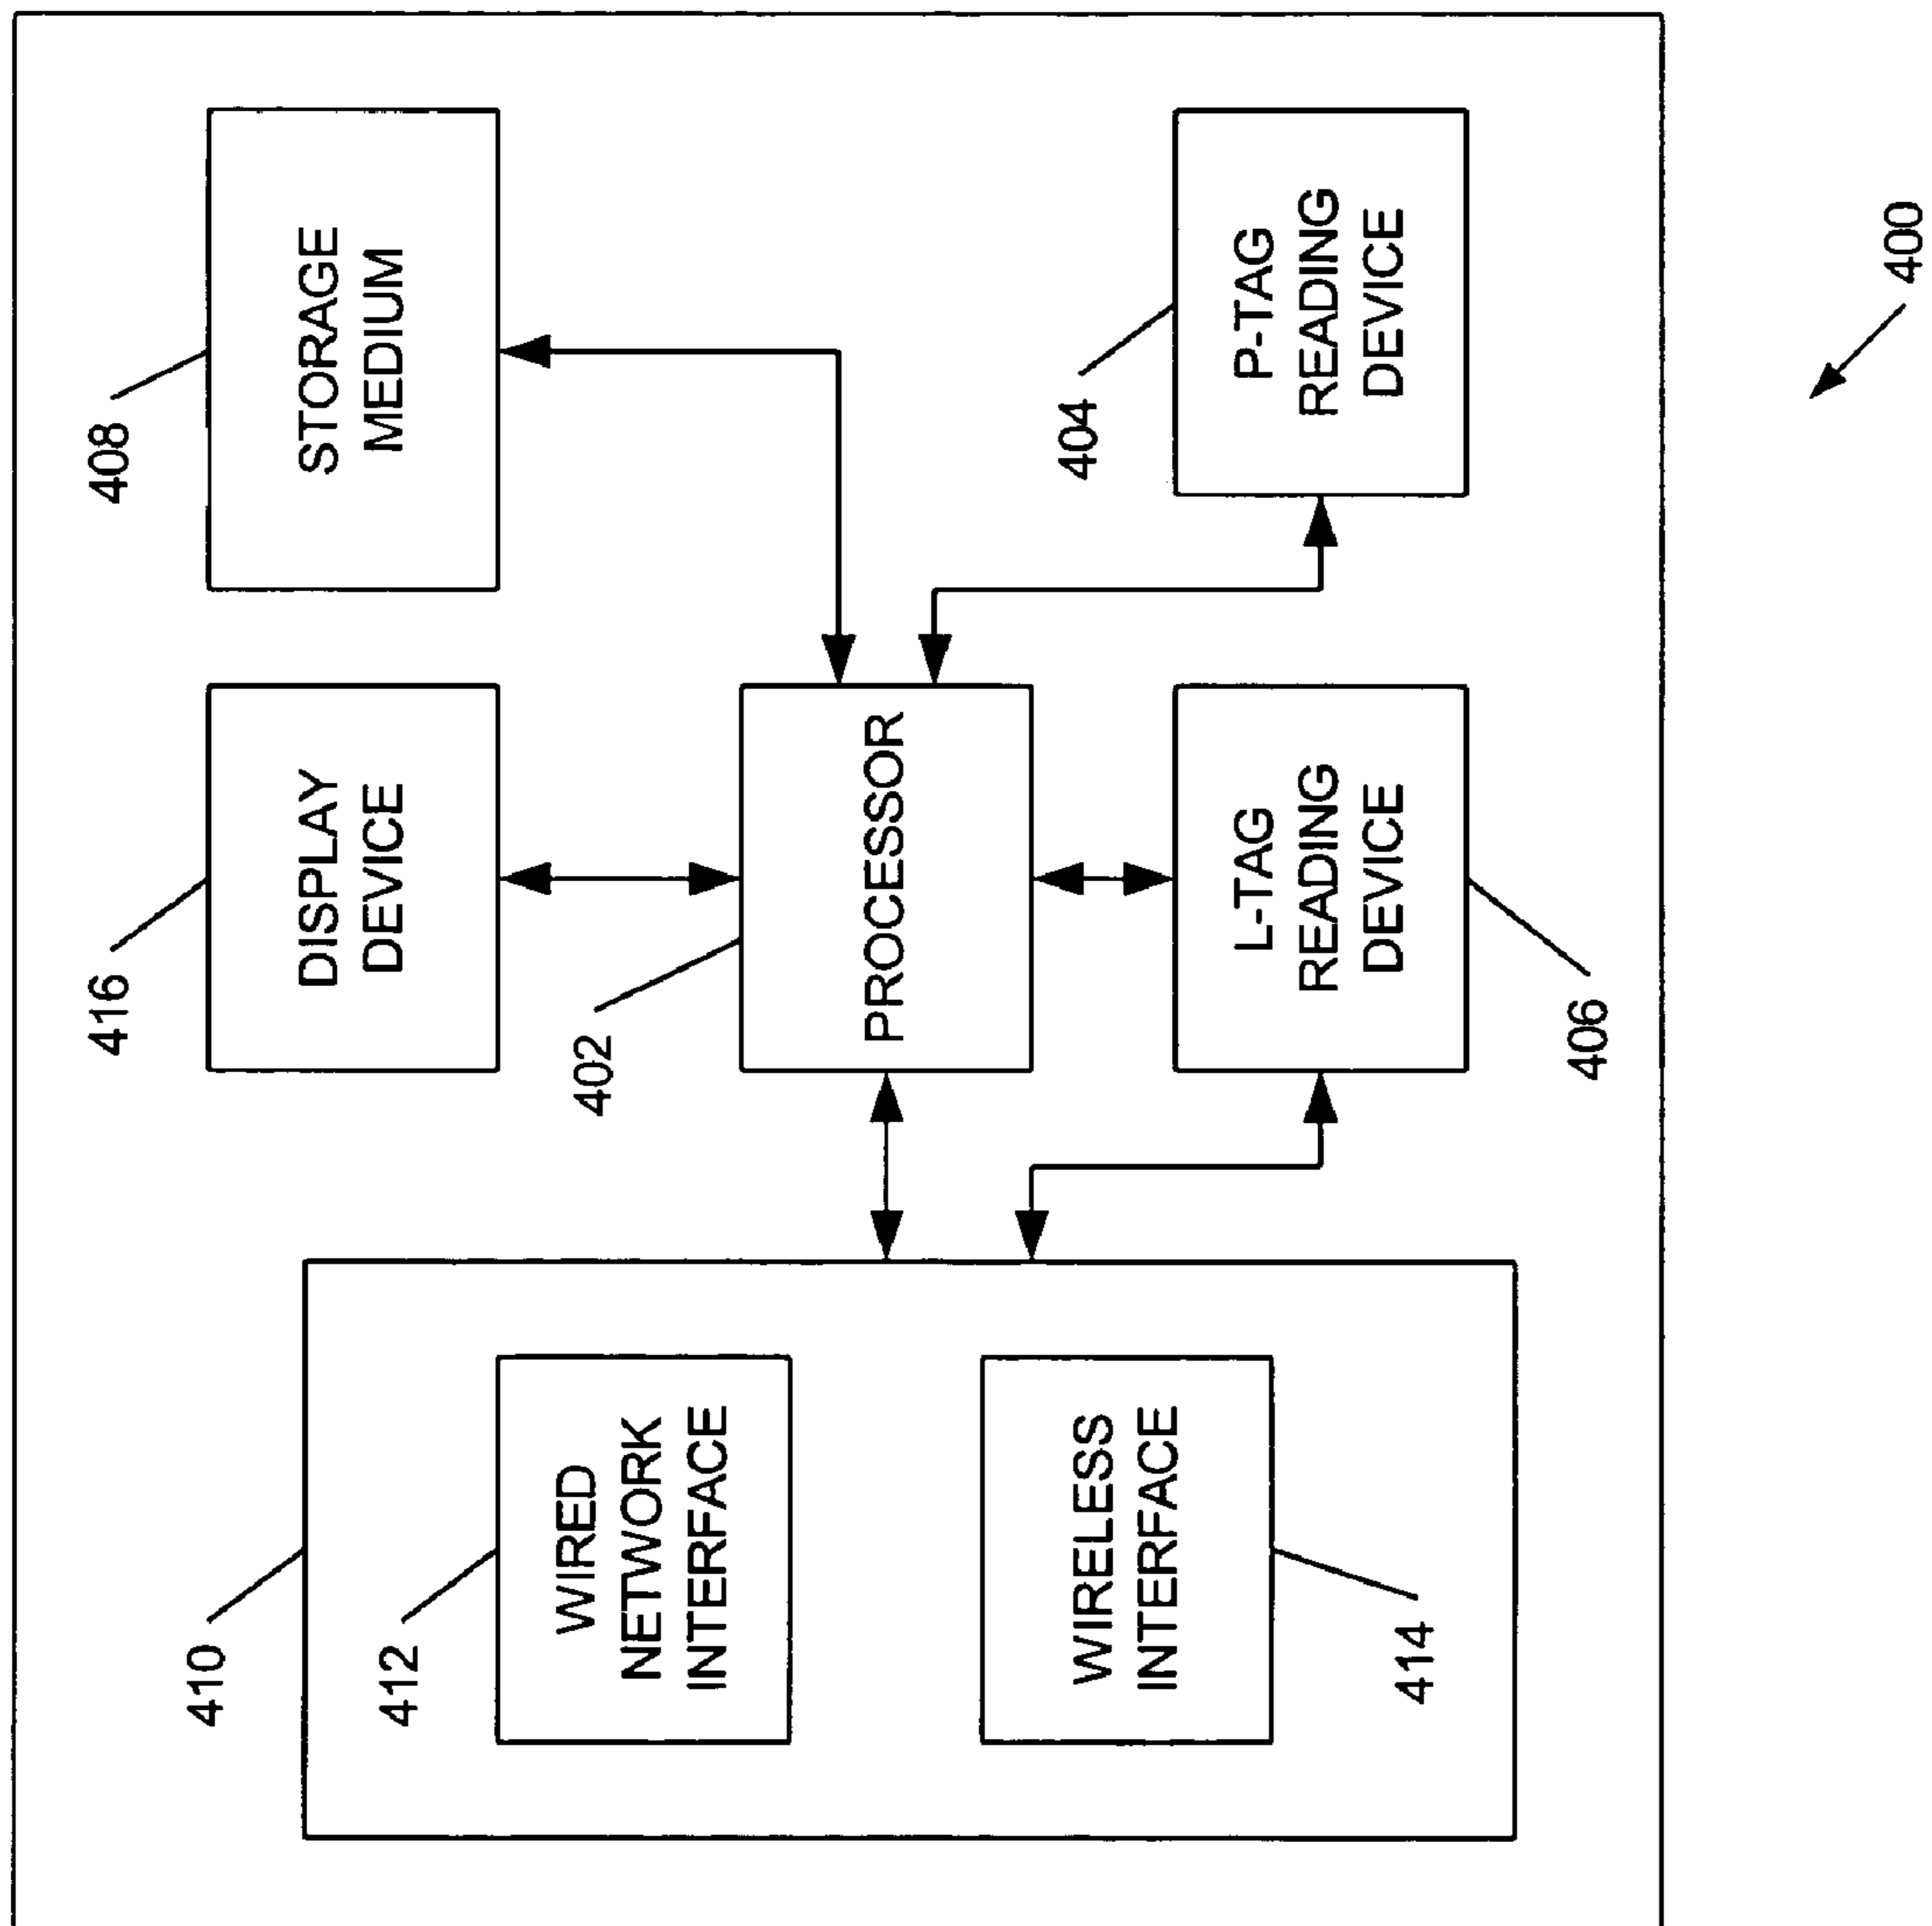 410
412
WIRED
NETWORK
INTERFACE
WIRELESS
INTERFACE
414
416
DISPLAY
DEVICE
402
PROCESSOR
L-TAG
READING
DEVICE
406
408
STORAGE
MEDIUM
404
P-TAG
READING
DEVICE
400